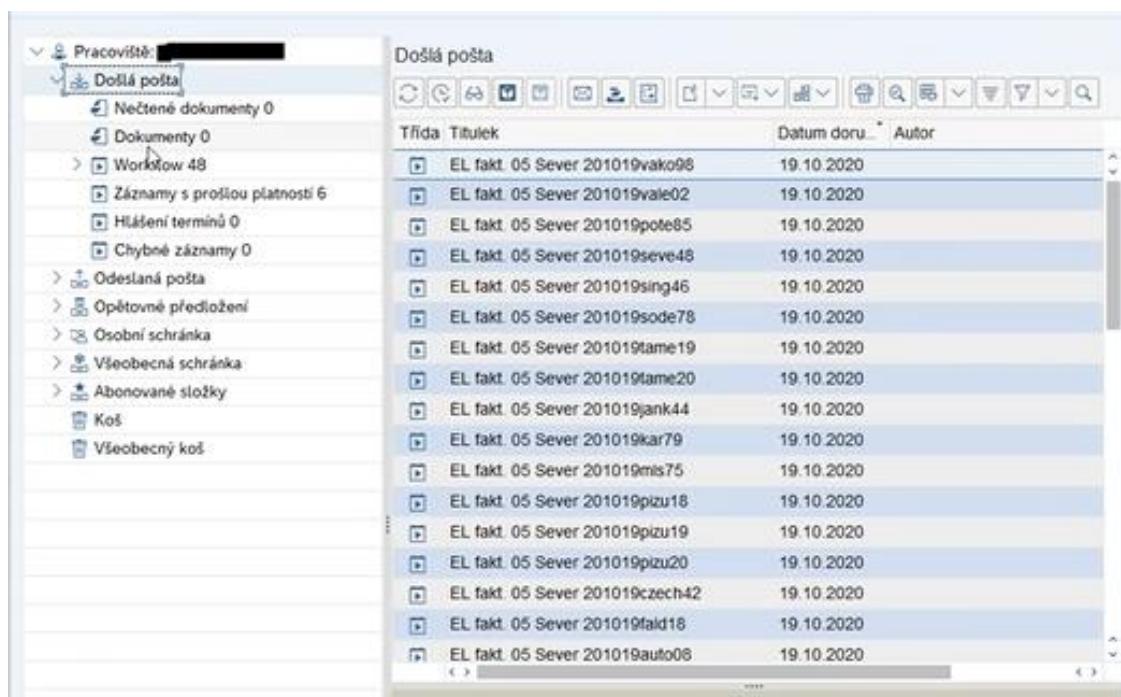 Pracoviště:
Došlá pošta
Nečtené dokumenty 0
Dokumenty 0
Workflow 48
Záznamy s prošlou platností 6
Hlášení termínů 0
Chybné záznamy 0
Odeslaná pošta
Opětovné předložení
Osobní schránka
Všeobecná schránka
Abonované složky
Koš
Všeobecný koš
Došlá pošta
Třída Titulek Datum doru... Autor
EL fakt. 05 Sever 201019vako98 19.10.2020
EL fakt. 05 Sever 201019vale02 19.10.2020
EL fakt. 05 Sever 201019pote85 19.10.2020
EL fakt. 05 Sever 201019seve48 19.10.2020
EL fakt. 05 Sever 201019sing46 19.10.2020
EL fakt. 05 Sever 201019sode78 19.10.2020
EL fakt. 05 Sever 201019tame19 19.10.2020
EL fakt. 05 Sever 201019tame20 19.10.2020
EL fakt. 05 Sever 201019jank44 19.10.2020
EL fakt. 05 Sever 201019kar79 19.10.2020
EL fakt. 05 Sever 201019mis75 19.10.2020
EL fakt. 05 Sever 201019pizu18 19.10.2020
EL fakt. 05 Sever 201019pizu19 19.10.2020
EL fakt. 05 Sever 201019pizu20 19.10.2020
EL fakt. 05 Sever 201019czech42 19.10.2020
EL fakt. 05 Sever 201019fald18 19.10.2020
EL fakt. 05 Sever 201019auto08 19.10.2020